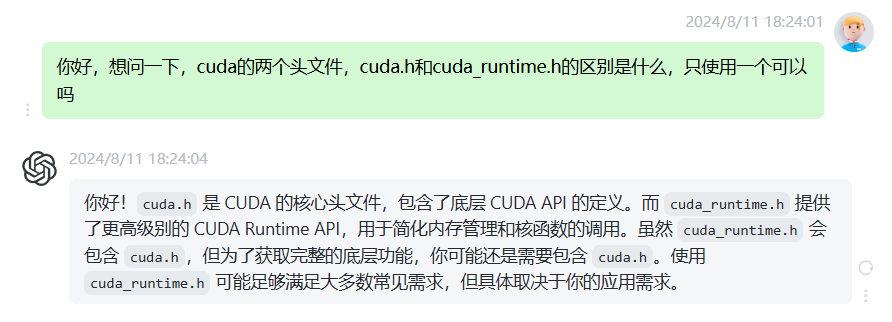 2024/8/11 18:24:01
你好，想问一下，cuda的两个头文件，cuda.h和cuda_runtime.h的区别是什么，只使用一个可以
吗
2024/8/11 18:24:04
你好！cuda.h 是 CUDA 的核心头文件，包含了底层 CUDA API 的定义。而 cuda_runtime.h 提供
了更高级别的 CUDA Runtime API，用于简化内存管理和核函数的调用。虽然 cuda_runtime.h 会
包含 cuda.h，但为了获取完整的底层功能，你可能还是需要包含 cuda.h。使用
cuda_runtime.h 可能足够满足大多数常见需求，但具体取决于你的应用需求。